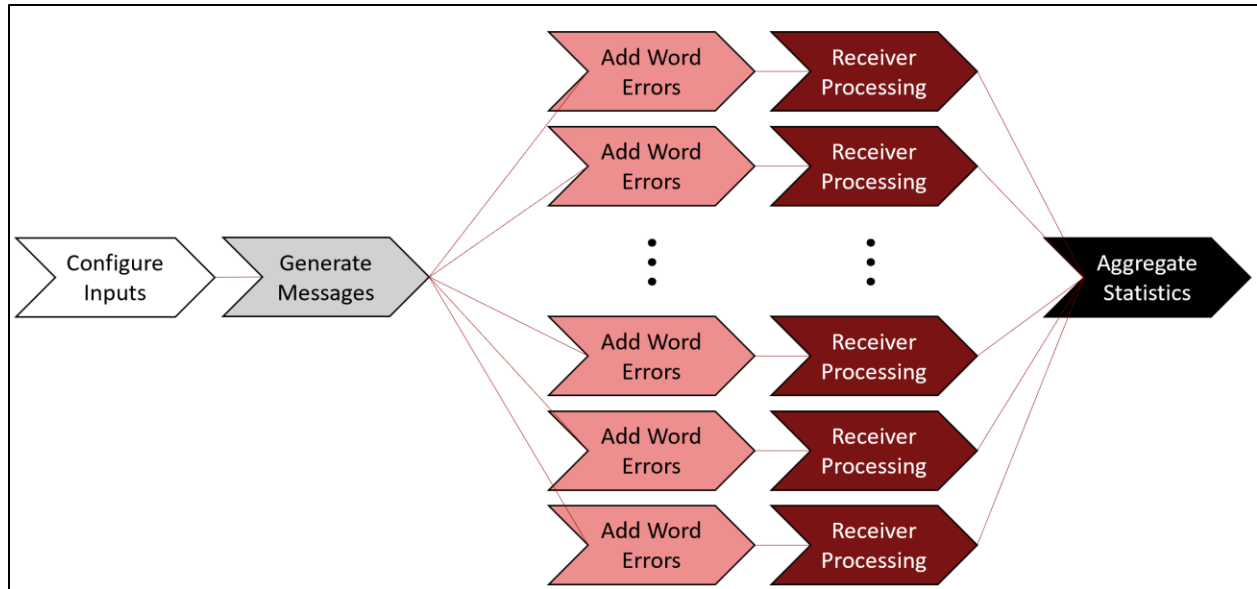 Configure
Inputs
Generate
Messages
Add Word
Errors
Receiver
Processing
Add Word
Errors
Receiver
Processing
Add Word
Errors
Receiver
Processing
Add Word
Errors
Receiver
Processing
Add Word
Errors
Receiver
Processing
Aggregate
Statistics